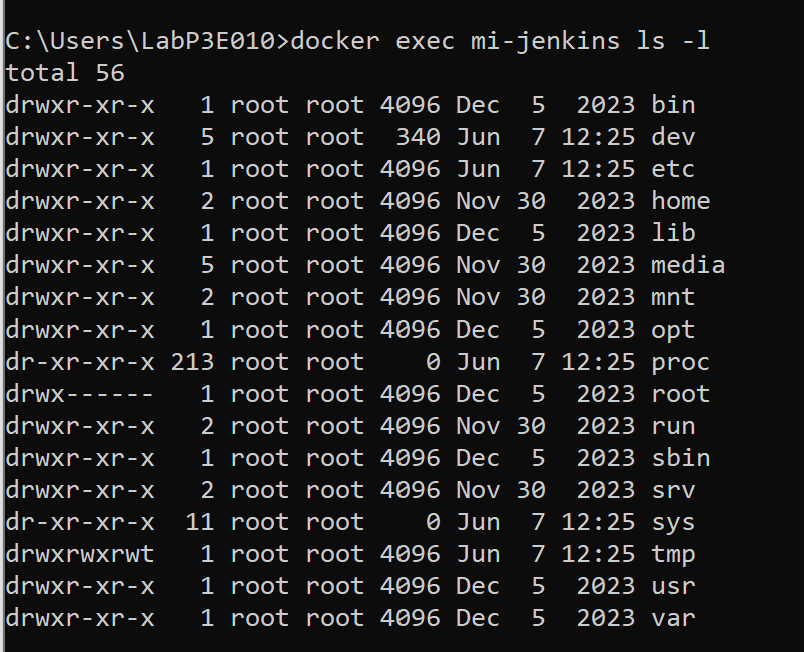 C:\Users\LabP3E010>docker exec mi-jenkins ls -l
total 56
drwxr-xr-x   1 root root 4096 Dec  5  2023 bin
drwxr-xr-x   5 root root  340 Jun  7 12:25 dev
drwxr-xr-x   1 root root 4096 Jun  7 12:25 etc
drwxr-xr-x   2 root root 4096 Nov 30  2023 home
drwxr-xr-x   1 root root 4096 Dec  5  2023 lib
drwxr-xr-x   5 root root 4096 Nov 30  2023 media
drwxr-xr-x   2 root root 4096 Nov 30  2023 mnt
drwxr-xr-x   1 root root 4096 Dec  5  2023 opt
dr-xr-xr-x 213 root root    0 Jun  7 12:25 proc
drwx------   1 root root 4096 Dec  5  2023 root
drwxr-xr-x   2 root root 4096 Nov 30  2023 run
drwxr-xr-x   1 root root 4096 Dec  5  2023 sbin
drwxr-xr-x   2 root root 4096 Nov 30  2023 srv
dr-xr-xr-x  11 root root    0 Jun  7 12:25 sys
drwxrwxrwt   1 root root 4096 Jun  7 12:25 tmp
drwxr-xr-x   1 root root 4096 Dec  5  2023 usr
drwxr-xr-x   1 root root 4096 Dec  5  2023 var